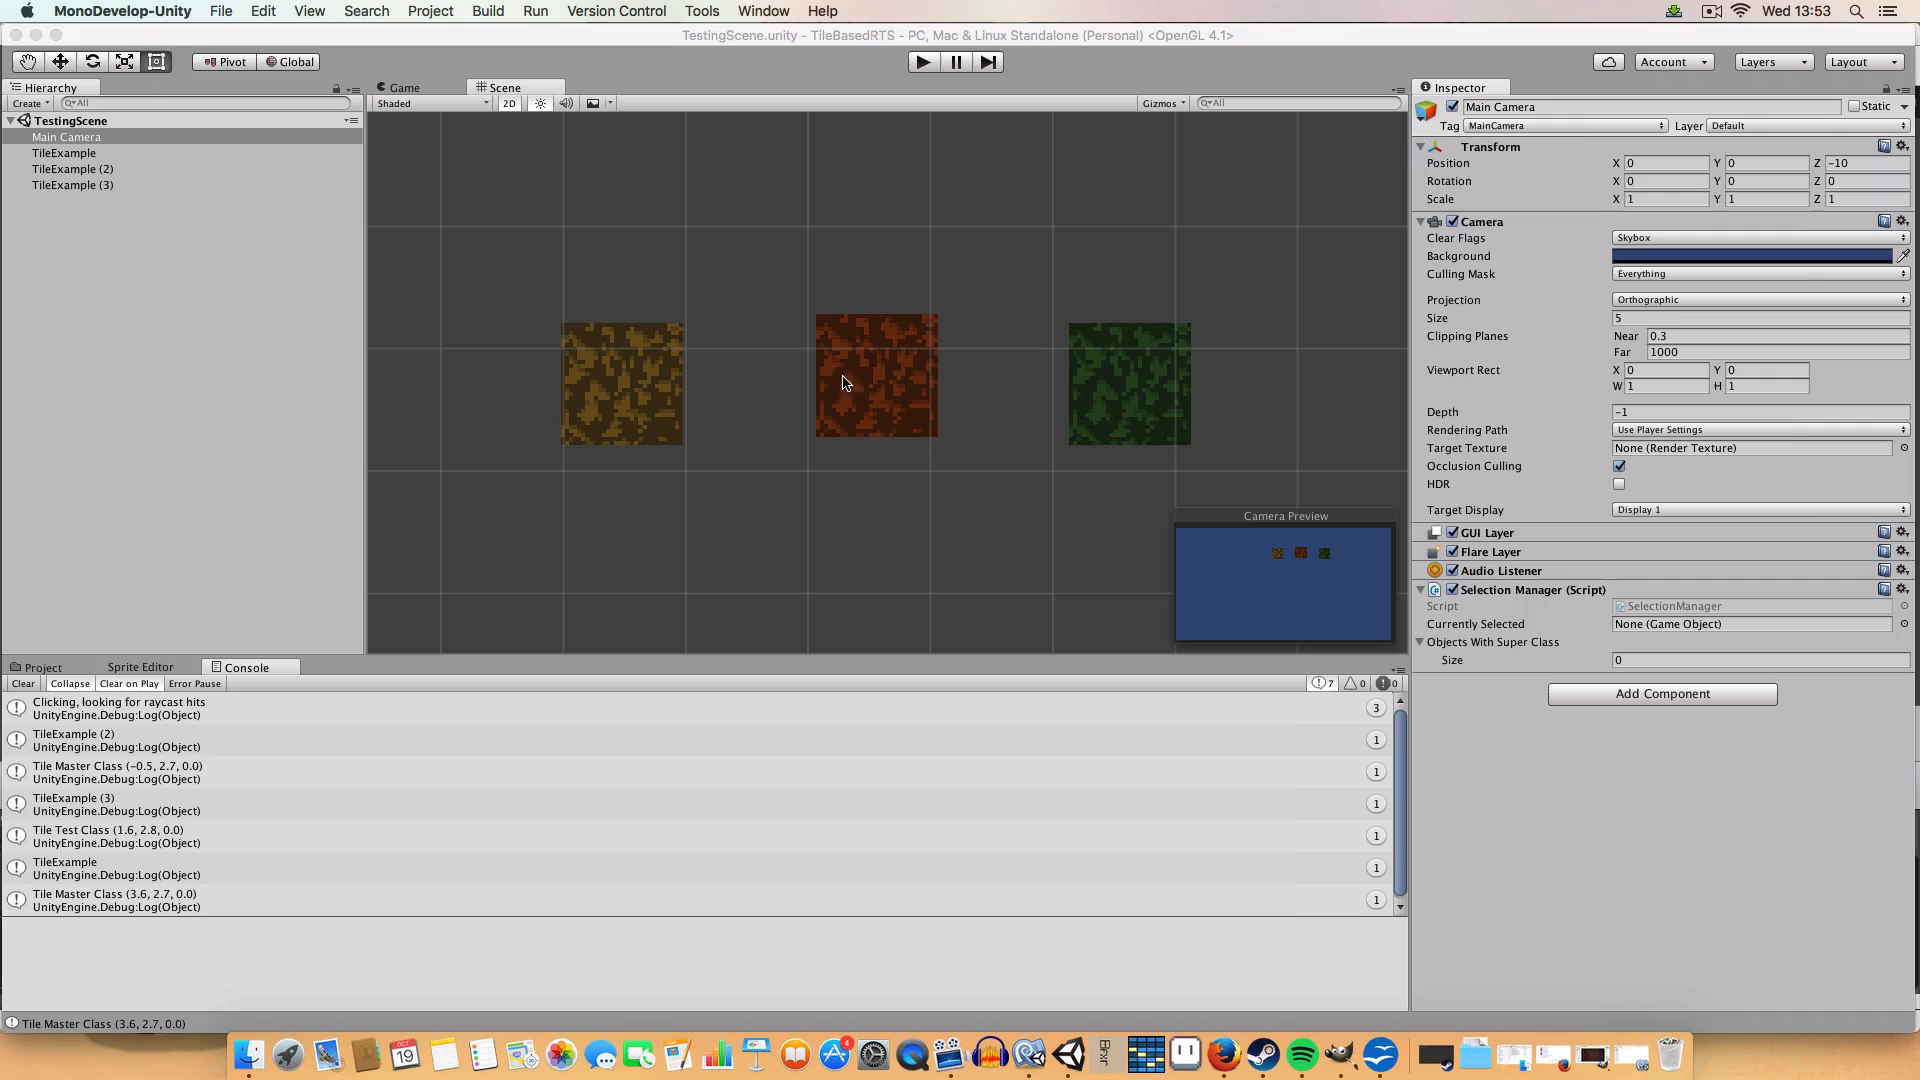 MonoDevelop-Unity File Edit View Search Project Build Run Version Control Tools Window Help Wed 13:53
TestingScene.unity - TileBasedRTS - PC, Mac & Linux Standalone (Personal) <OpenGL 4.1>
Pivot Global Account Layers Layout
Hierarchy Game Scene Inspector
Create All Shaded 2D Gizmos All
Main Camera Static
TestingScene
Tag MainCamera Layer Default
Main Camera
TileExample
TileExample (2)
TileExample (3)
Transform
Position X 0 Y 0 Z -10
Rotation X 0 Y 0 Z 0
Scale X 1 Y 1 Z 1
Camera
Clear Flags Skybox
Background
Culling Mask Everything
Projection Orthographic
Size 5
Clipping Planes Near 0.3
Far 1000
Viewport Rect X 0 Y 0
W 1 H 1
Depth -1
Rendering Path Use Player Settings
Target Texture None (Render Texture)
Occlusion Culling
HDR
Target Display Display 1
Camera Preview
GUI Layer
Flare Layer
Audio Listener
Selection Manager (Script)
Script SelectionManager
Currently Selected None (Game Object)
Objects With Super Class
Size 0
Add Component
Project Sprite Editor Console
Clear Collapse Clear on Play Error Pause 7 0 0
Clicking, looking for raycast hits
UnityEngine.Debug:Log(Object) 3
TileExample (2)
UnityEngine.Debug:Log(Object) 1
Tile Master Class (-0.5, 2.7, 0.0)
UnityEngine.Debug:Log(Object) 1
TileExample (3)
UnityEngine.Debug:Log(Object) 1
Tile Test Class (1.6, 2.8, 0.0)
UnityEngine.Debug:Log(Object) 1
TileExample
UnityEngine.Debug:Log(Object) 1
Tile Master Class (3.6, 2.7, 0.0)
UnityEngine.Debug:Log(Object) 1
Tile Master Class (3.6, 2.7, 0.0)
OCT
19
4